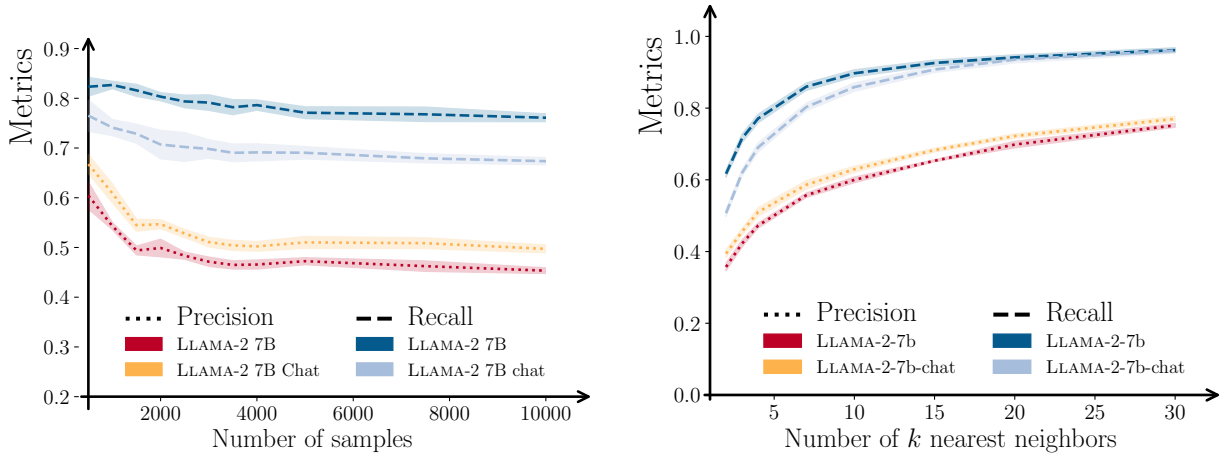 Metrics
0.9
0.8
0.7
0.6
0.5
0.4
0.3
0.2
Precision
Recall
LLAMA-2 7B
LLAMA-2 7B
LLAMA-2 7B Chat
LLAMA-2 7B chat
2000 4000 6000 8000 10000
Number of samples
Metrics
1.0
0.8
0.6
0.4
0.2
0.0
Precision
Recall
LLAMA-2-7b
LLAMA-2-7b
LLAMA-2-7b-chat
LLAMA-2-7b-chat
5 10 15 20 25 30
Number of k nearest neighbors